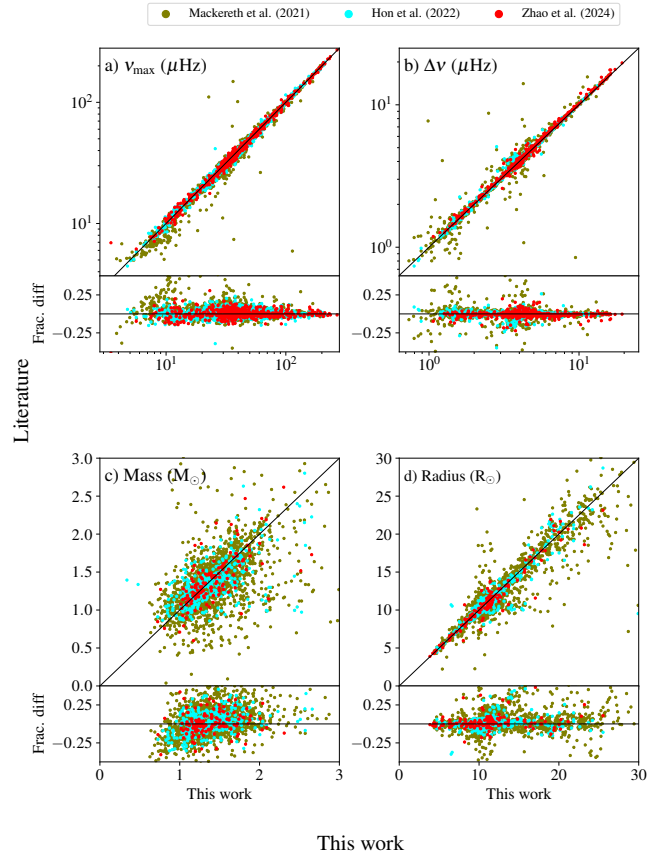 Mackereth et al. (2021) Hon et al. (2022) Zhao et al. (2024)
a) ν_max (μHz)
b) Δν (μHz)
10²
10¹
10¹
10⁰
Frac. diff
0.25
−0.25
0.25
−0.25
10¹ 10²
10⁰ 10¹
Literature
c) Mass (M☉)
d) Radius (R☉)
3.0
2.5
2.0
1.5
1.0
0.5
0.0
30
25
20
15
10
5
0
Frac. diff
0.25
−0.25
0.25
−0.25
0 1 2 3
0 10 20 30
This work
This work
This work